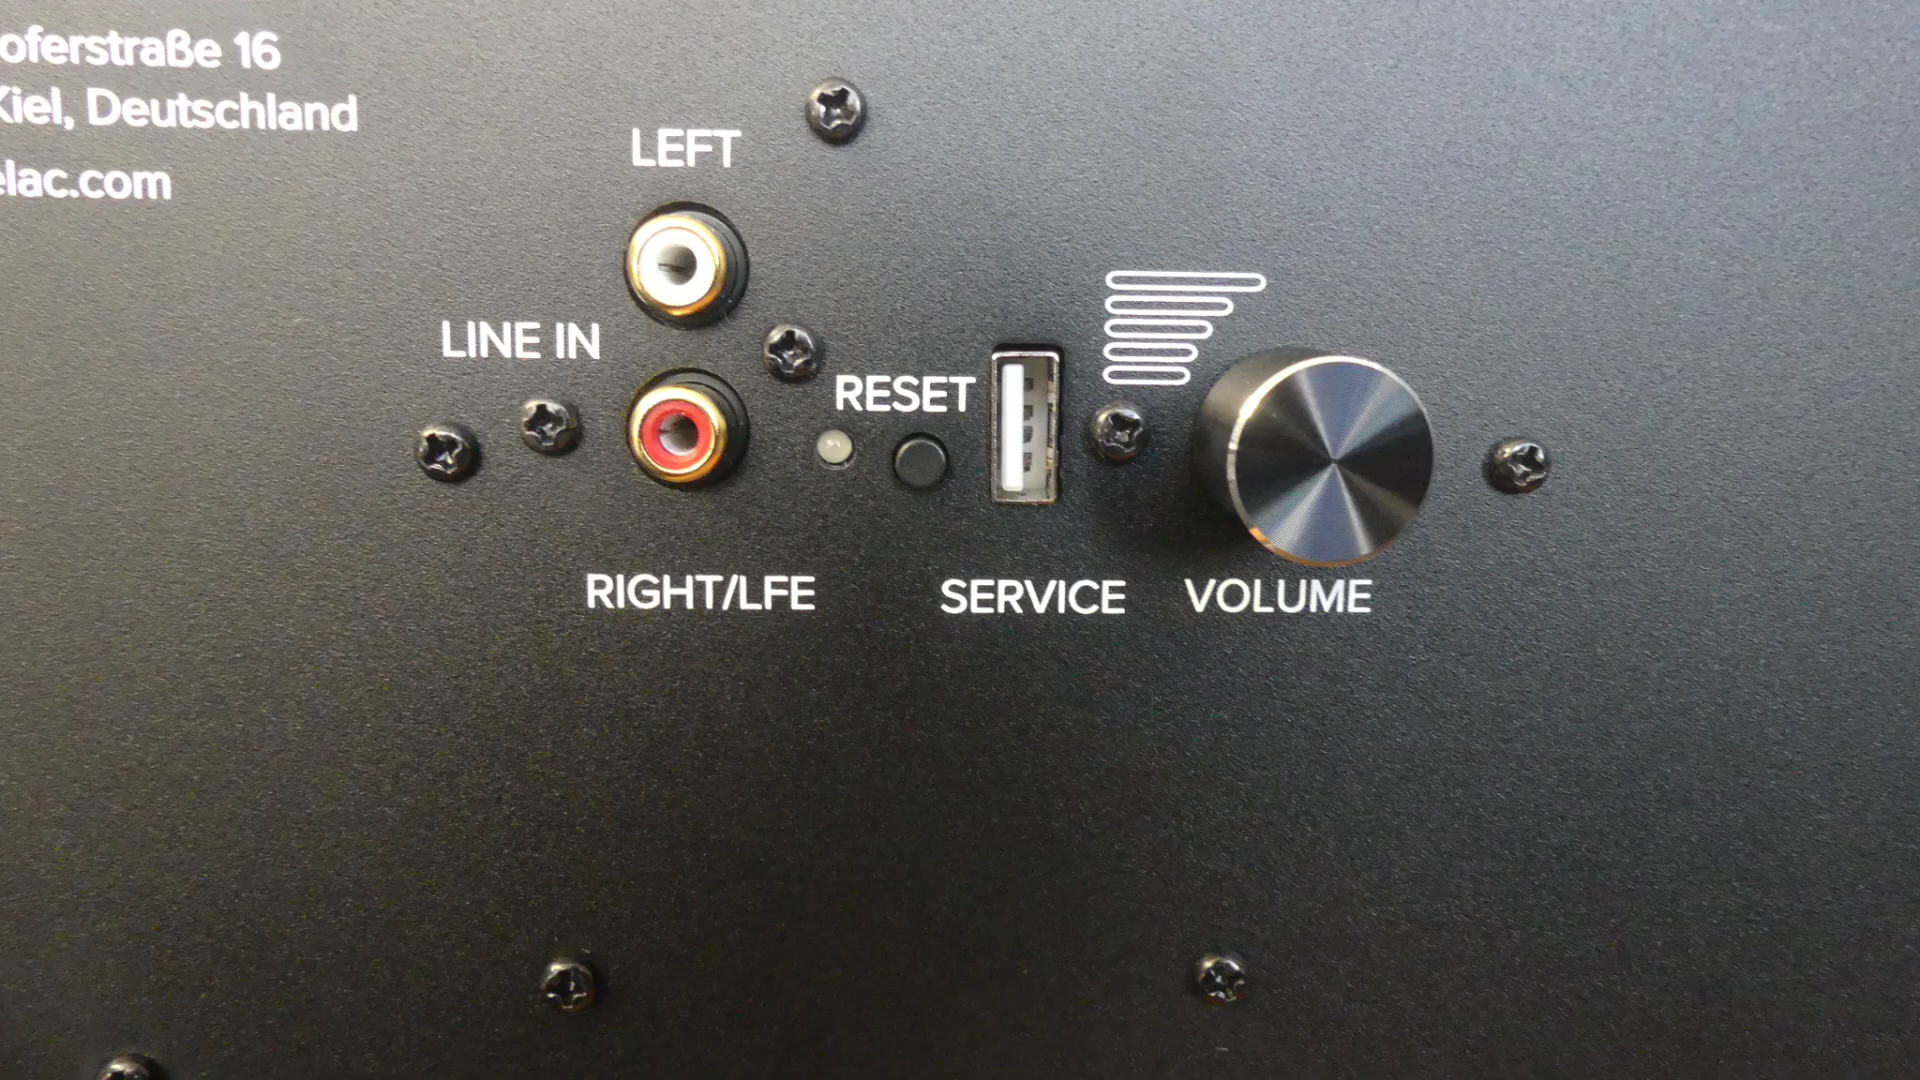 oferstraße 16
Kiel, Deutschland
elac.com
LEFT
LINE IN
RESET
RIGHT/LFE
SERVICE
VOLUME